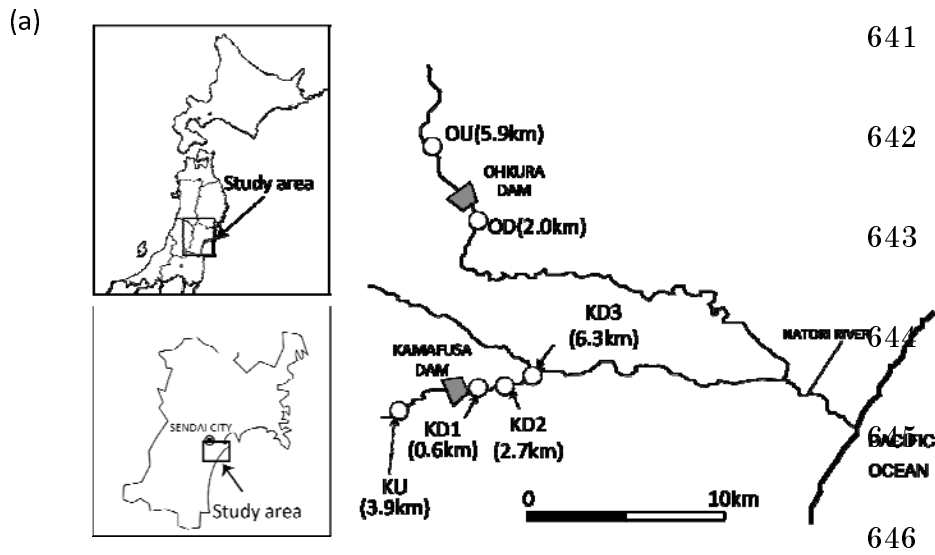 (a)
641
OU(5.9km)
642
OHKURA
DAM
Study area
OD(2.0km)
643
KD3
(6.3km)
NATORI RIVER
644
KAMAFUSA
DAM
SENDAI CITY
KD1
(0.6km)
KD2
(2.7km)
645
PACIFIC
OCEAN
KU
(3.9km)
Study area
0
10km
646